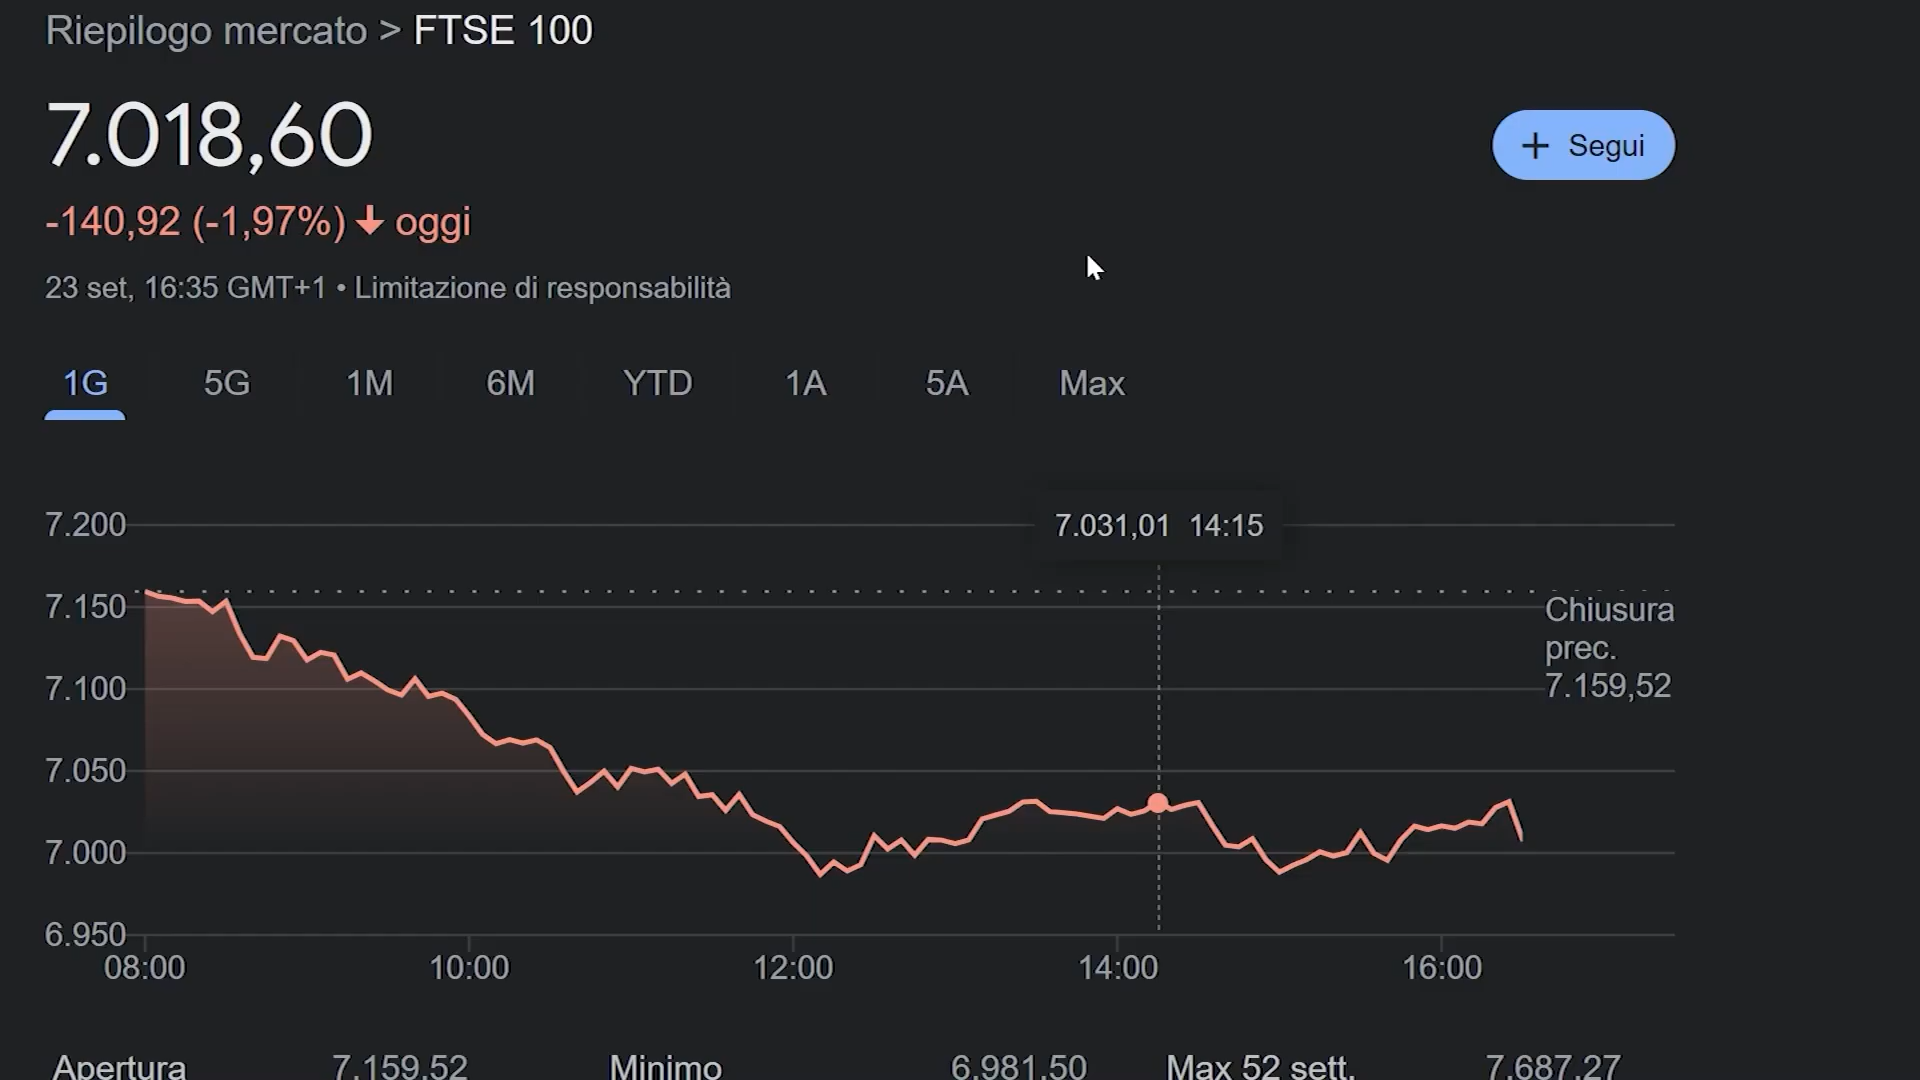 Riepilogo mercato > FTSE 100
7.018,60
+ Segui
-140,92 (-1,97%) ↓ oggi
23 set, 16:35 GMT+1 • Limitazione di responsabilità
1G 5G 1M 6M YTD 1A 5A Max
7.031,01 14:15
7.200
7.150
7.100
7.050
7.000
6.950
Chiusura
prec.
7.159,52
08:00 10:00 12:00 14:00 16:00
Apertura 7.159,52 Minimo 6.981,50 Max 52 sett. 7.687,27